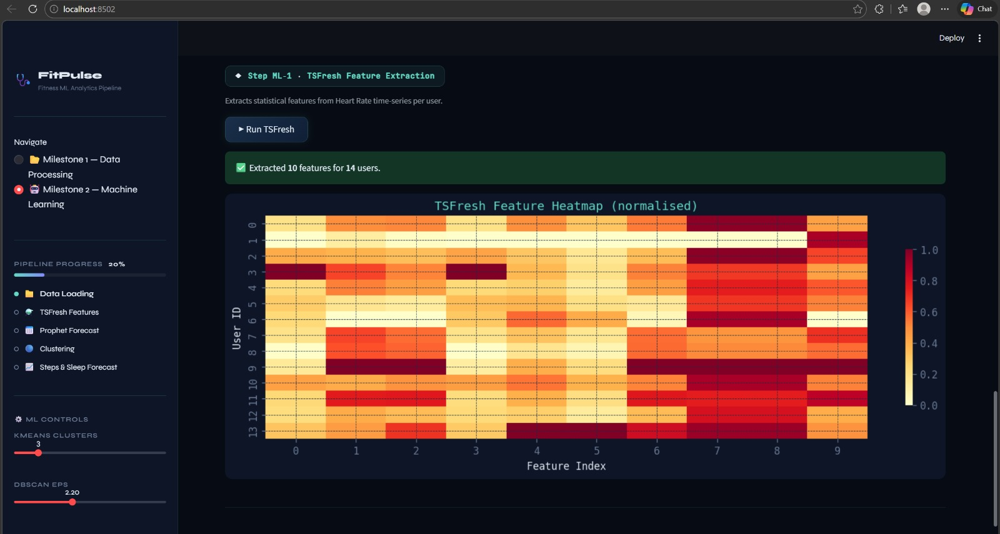 localhost:8502
Chat
Deploy
FitPulse
Fitness ML Analytics Pipeline
Navigate
Milestone 1 — Data
Processing
Milestone 2 — Machine
Learning
PIPELINE PROGRESS 20%
Data Loading
TSFresh Features
Prophet Forecast
Clustering
Steps & Sleep Forecast
ML CONTROLS
KMEANS CLUSTERS
3
DBSCAN EPS
2.20
Step ML-1 · TSFresh Feature Extraction
Extracts statistical features from Heart Rate time-series per user.
Run TSFresh
Extracted 10 features for 14 users.
TSFresh Feature Heatmap (normalised)
User ID
0
1
2
3
4
5
6
7
8
9
10
11
12
13
0 1 2 3 4 5 6 7 8 9
Feature Index
1.0
0.8
0.6
0.4
0.2
0.0